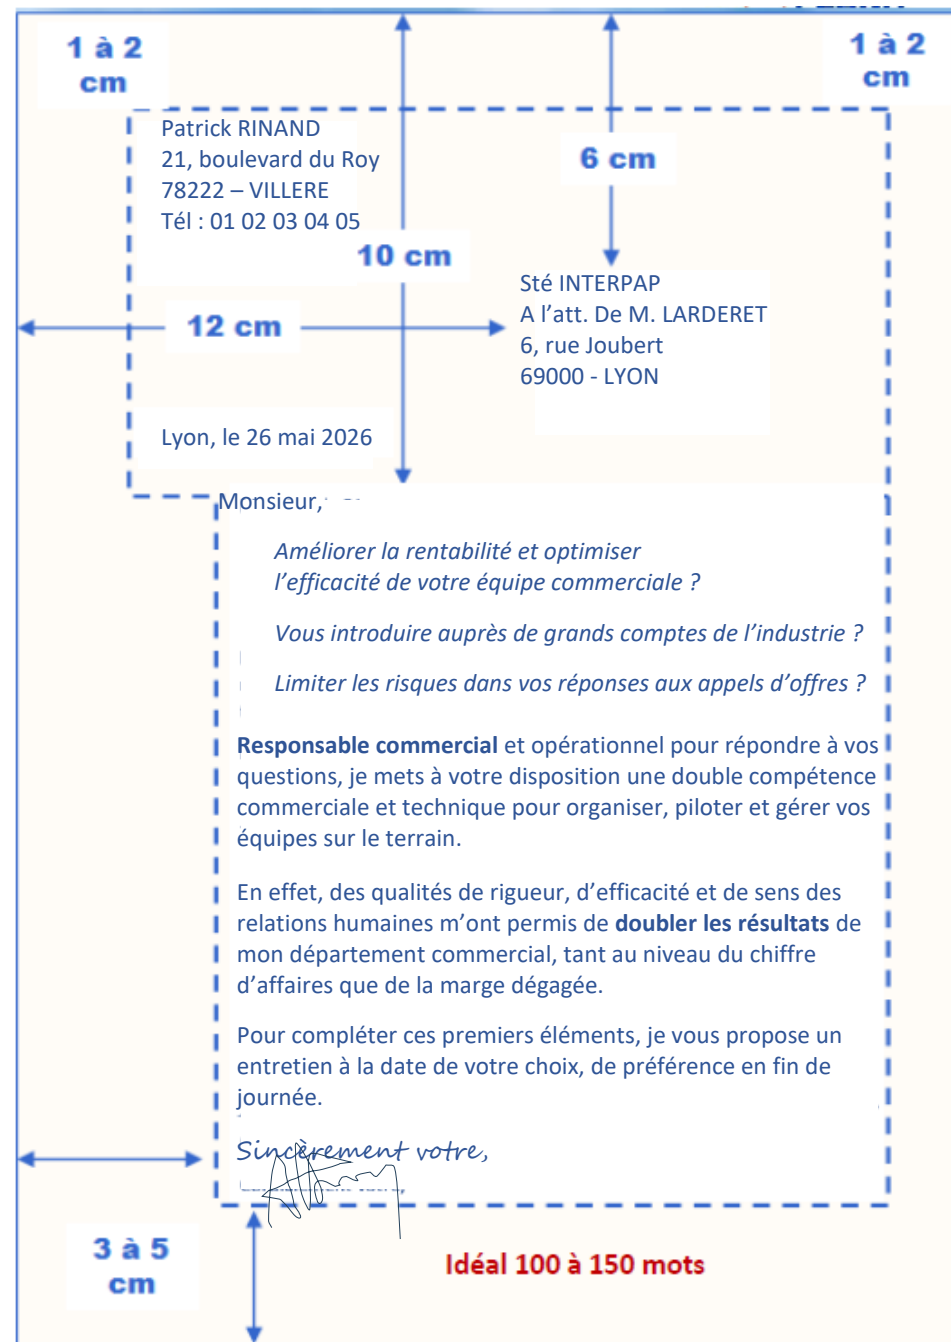 1 à 2
cm
1 à 2
cm
Patrick RINAND
21, boulevard du Roy
78222 – VILLERE
Tél : 01 02 03 04 05
6 cm
10 cm
Sté INTERPAP
A l’att. De M. LARDERET
6, rue Joubert
69000 - LYON
12 cm
Lyon, le 26 mai 2026
Monsieur,
Améliorer la rentabilité et optimiser
l’efficacité de votre équipe commerciale ?
Vous introduire auprès de grands comptes de l’industrie ?
Limiter les risques dans vos réponses aux appels d’offres ?
Responsable commercial et opérationnel pour répondre à vos
questions, je mets à votre disposition une double compétence
commerciale et technique pour organiser, piloter et gérer vos
équipes sur le terrain.
En effet, des qualités de rigueur, d’efficacité et de sens des
relations humaines m’ont permis de doubler les résultats de
mon département commercial, tant au niveau du chiffre
d’affaires que de la marge dégagée.
Pour compléter ces premiers éléments, je vous propose un
entretien à la date de votre choix, de préférence en fin de
journée.
Sincèrement votre,
3 à 5
cm
Idéal 100 à 150 mots